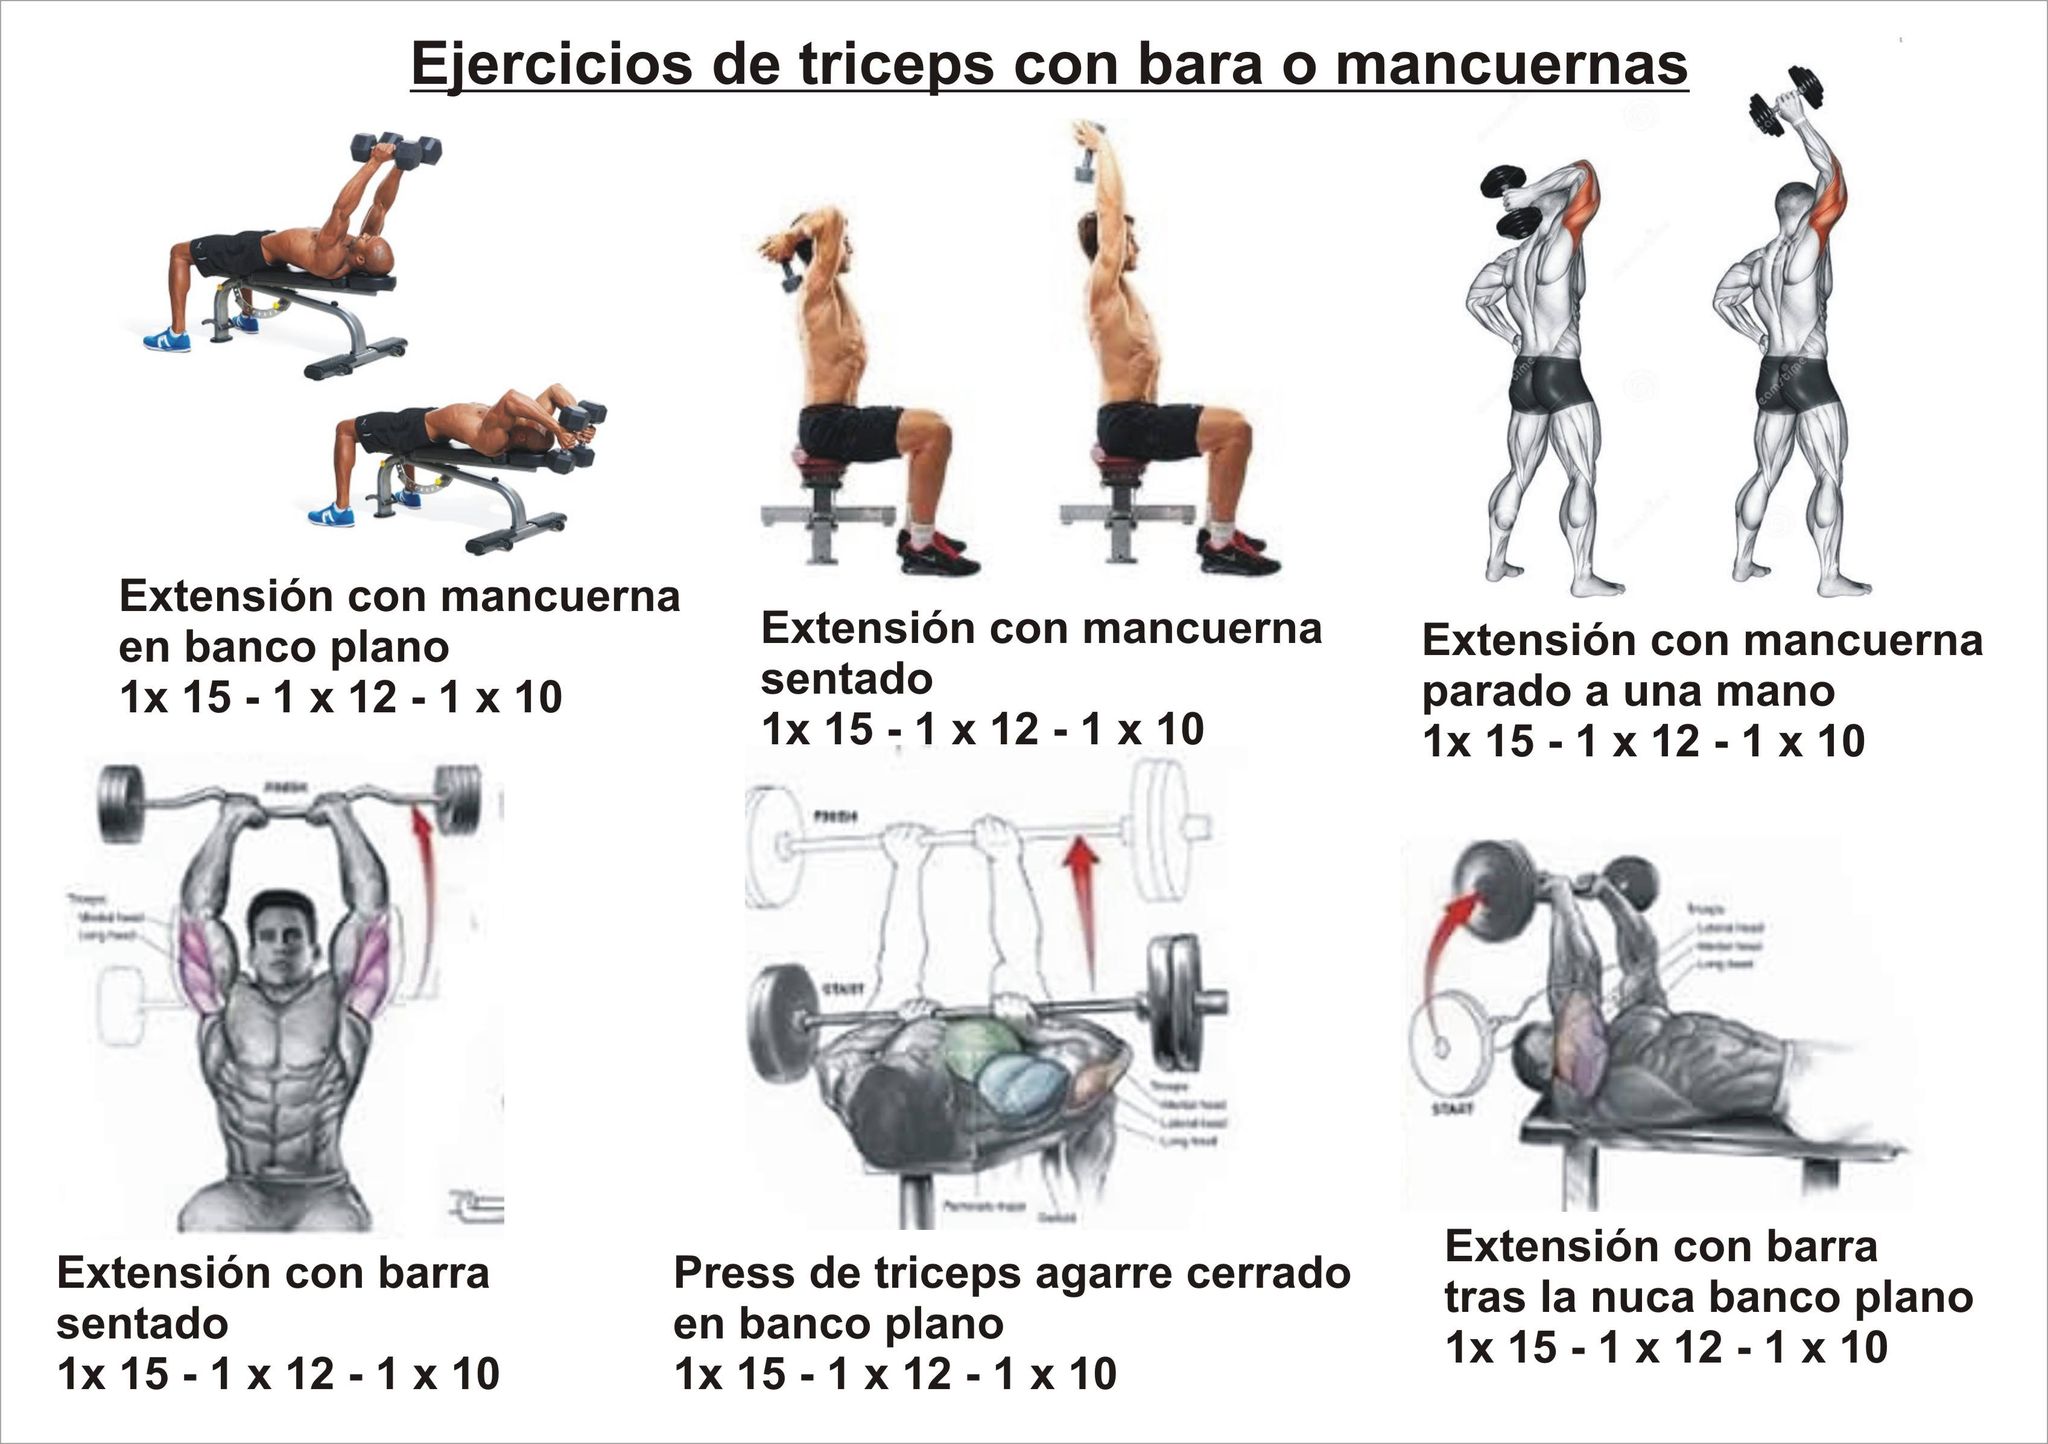 Ejercicios de triceps con bara o mancuernas
Extensión con mancuerna
en banco plano
1x 15 - 1 x 12 - 1 x 10
Extensión con mancuerna
sentado
1x 15 - 1 x 12 - 1 x 10
Extensión con mancuerna
parado a una mano
1x 15 - 1 x 12 - 1 x 10
FINISH
Triceps
Medial head
Long head
Extensión con barra
sentado
1x 15 - 1 x 12 - 1 x 10
FINISH
START
Triceps
Medial head
Lateral head
Long head
Pectoralis major
Deltoid
Press de triceps agarre cerrado
en banco plano
1x 15 - 1 x 12 - 1 x 10
Triceps
Lateral head
Medial head
Long head
START
Extensión con barra
tras la nuca banco plano
1x 15 - 1 x 12 - 1 x 10